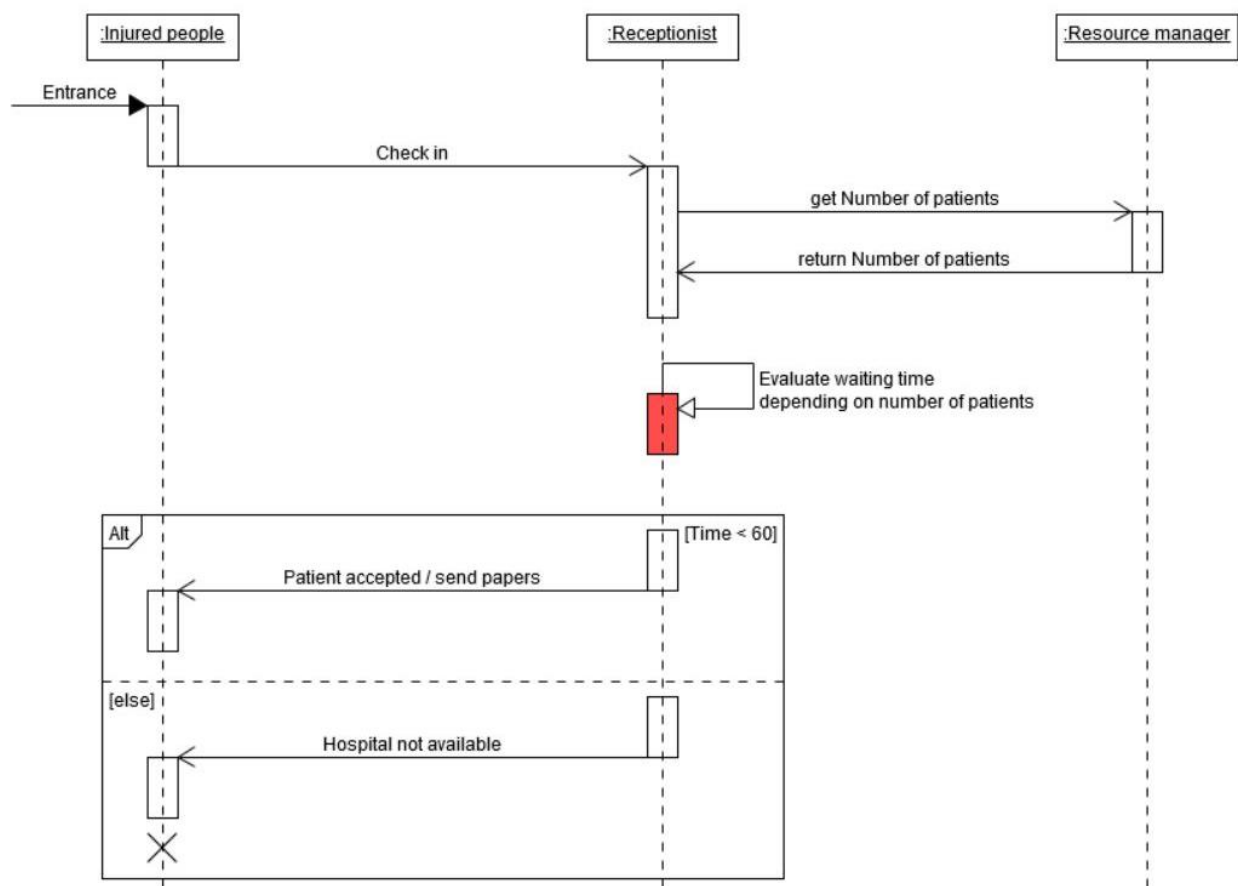 :Injured people
:Receptionist
:Resource manager
Entrance
Check in
get Number of patients
return Number of patients
Evaluate waiting time
depending on number of patients
Alt
[Time < 60]
Patient accepted / send papers
[else]
Hospital not available